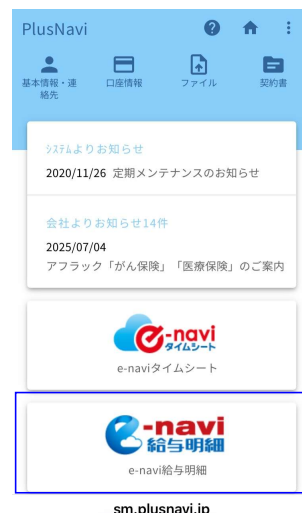 PlusNavi
基本情報・連
絡先
口座情報
ファイル
契約書
システムよりお知らせ
2020/11/26 定期メンテナンスのお知らせ
会社よりお知らせ14件
2025/07/04
アフラック「がん保険」「医療保険」のご案内
e-navi
タイムシート
e-naviタイムシート
e-navi
給与明細
e-navi給与明細
sm.plusnavi.jp